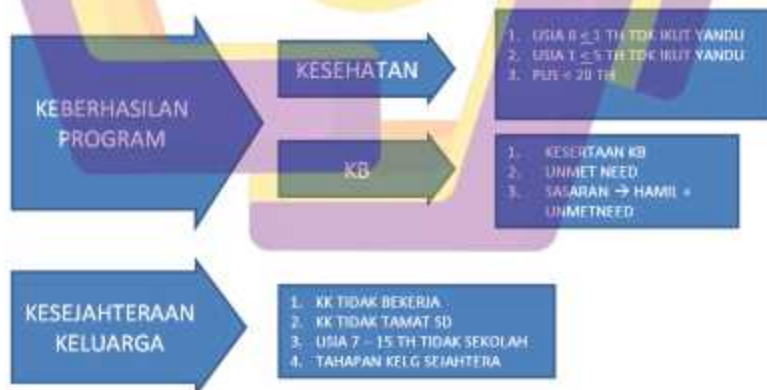 KEBERHASILAN
PROGRAM
KESEHATAN
1. USIA 0 < 1 TH TDK IKUT YANDU
2. USIA 1 < 5 TH TDK IKUT YANDU
3. PUS < 20 TH
KB
1. KESERTAAN KB
2. UNMET NEED
3. SASARAN → HAMIL +
UNMETNEED
KESEJAHTERAAN
KELUARGA
1. KK TIDAK BEKERJA
2. KK TIDAK TAMAT SD
3. USIA 7 – 15 TH TIDAK SEKOLAH
4. TAHAPAN KELG SEJAHTERA